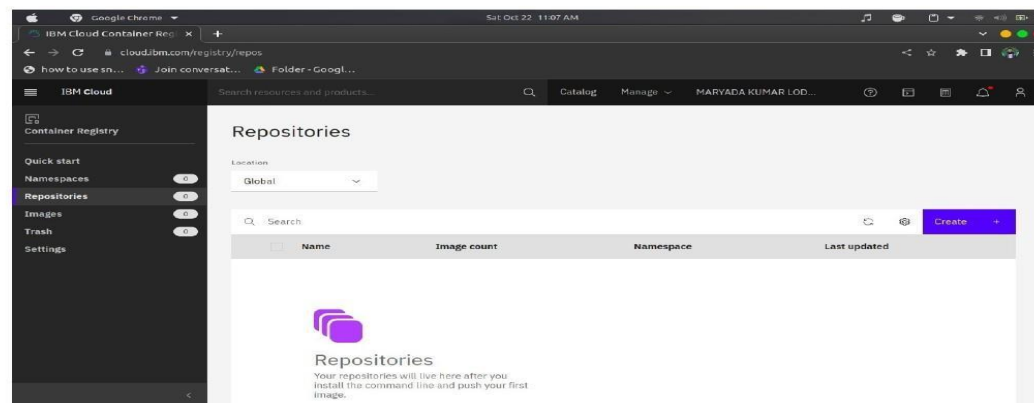 Google Chrome
Sat Oct 22 11:07 AM
IBM Cloud Container Regi
cloud.ibm.com/registry/repos
how to use sn...
Join conversat...
Folder - Googl...
IBM Cloud
Search resources and products...
Catalog
Manage
MARYADA KUMAR LOD...
Container Registry
Quick start
Namespaces 0
Repositories 0
Images 0
Trash 0
Settings
Repositories
Location
Global
Search
Create +
Name
Image count
Namespace
Last updated
Repositories
Your repositories will live here after you
install the command line and push your first
image.